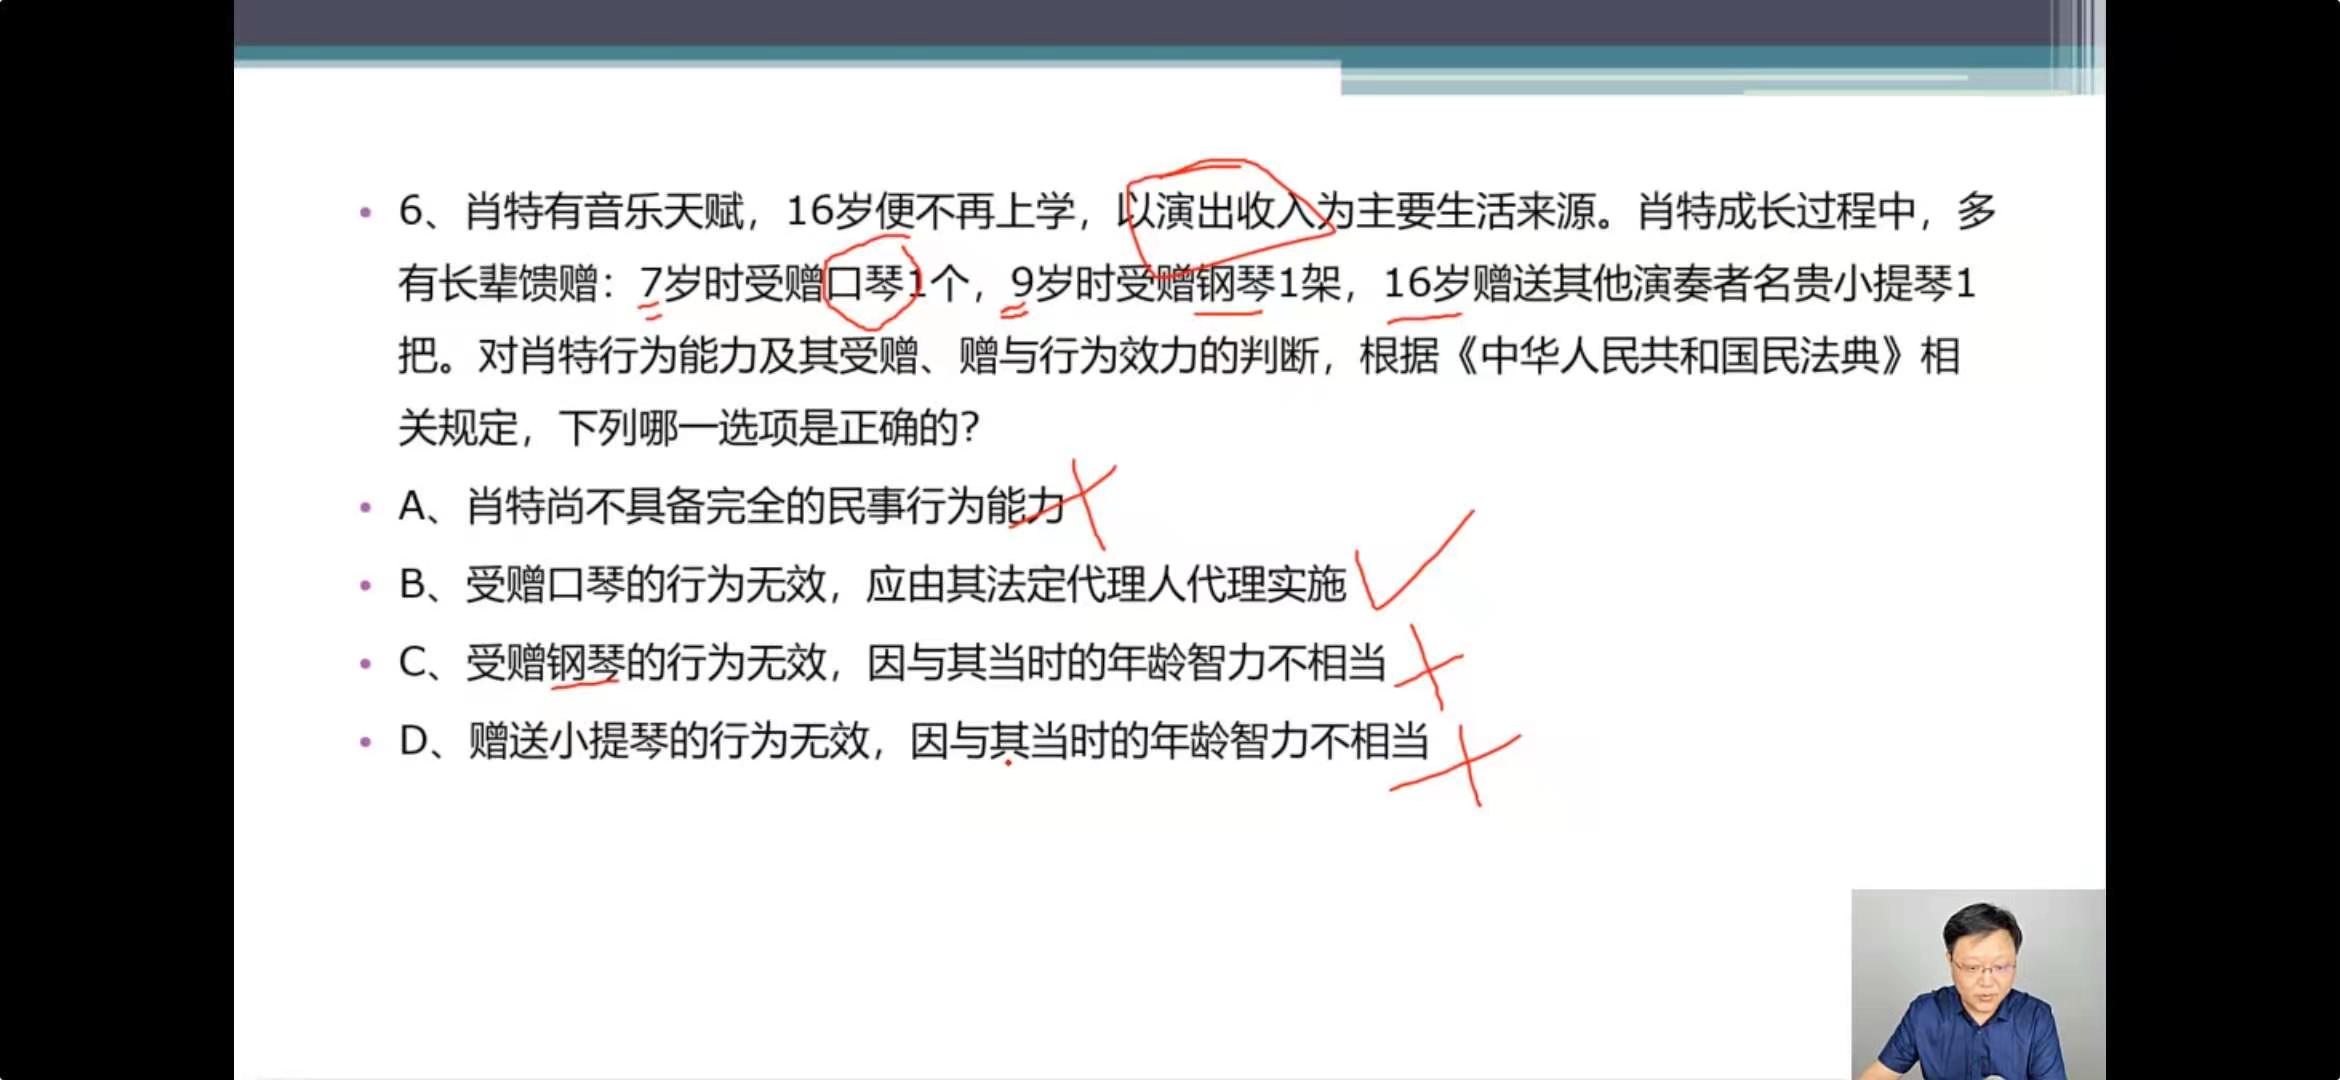 6、肖特有音乐天赋，16岁便不再上学，以演出收入为主要生活来源。肖特成长过程中，多
有长辈馈赠：7岁时受赠口琴1个，9岁时受赠钢琴1架，16岁赠送其他演奏者名贵小提琴1
把。对肖特行为能力及其受赠、赠与行为效力的判断，根据《中华人民共和国民法典》相
关规定，下列哪一选项是正确的?
A、肖特尚不具备完全的民事行为能力
B、受赠口琴的行为无效，应由其法定代理人代理实施
C、受赠钢琴的行为无效，因与其当时的年龄智力不相当
D、赠送小提琴的行为无效，因与其当时的年龄智力不相当